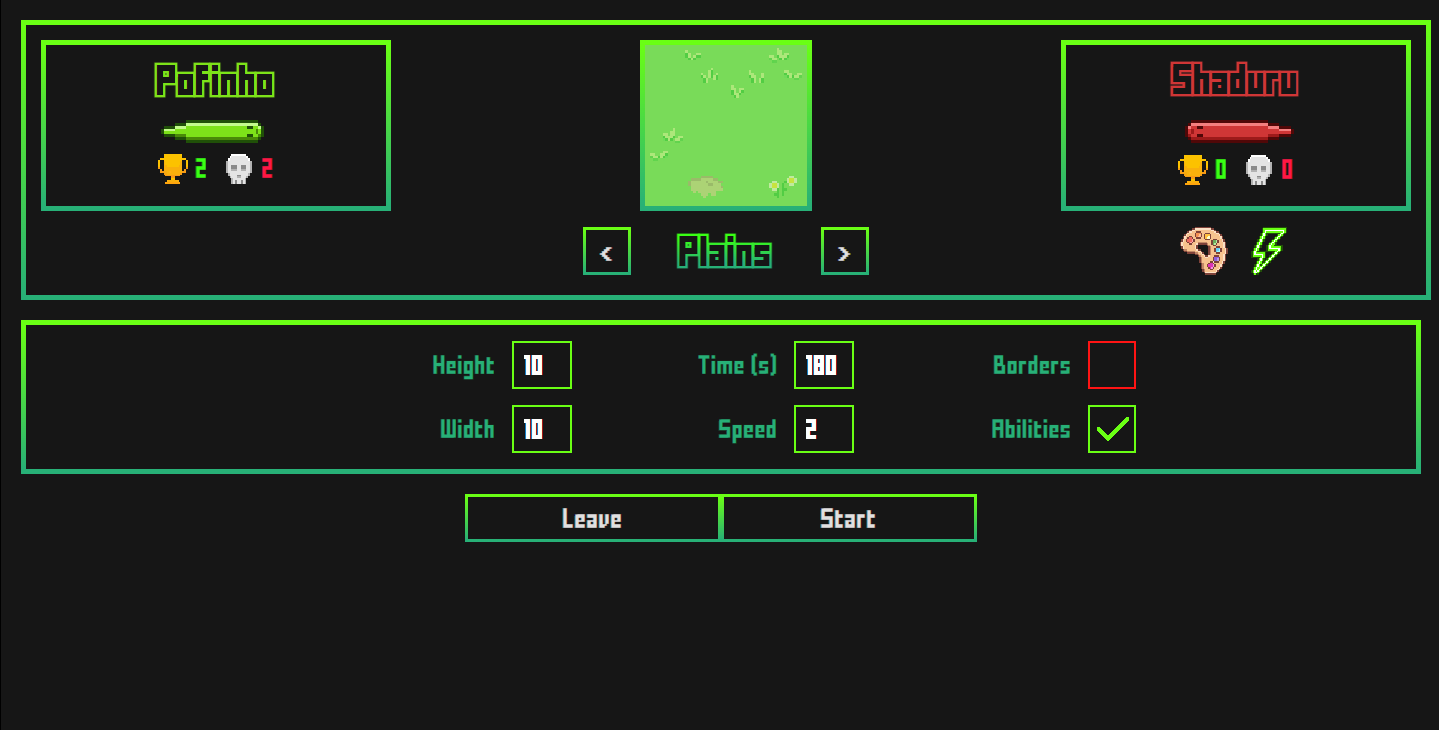 Pofinho
2 2
Shaduru
0 0
< Plains >
Height 10
Time (s) 180
Borders
Width 10
Speed 2
Abilities
Leave
Start